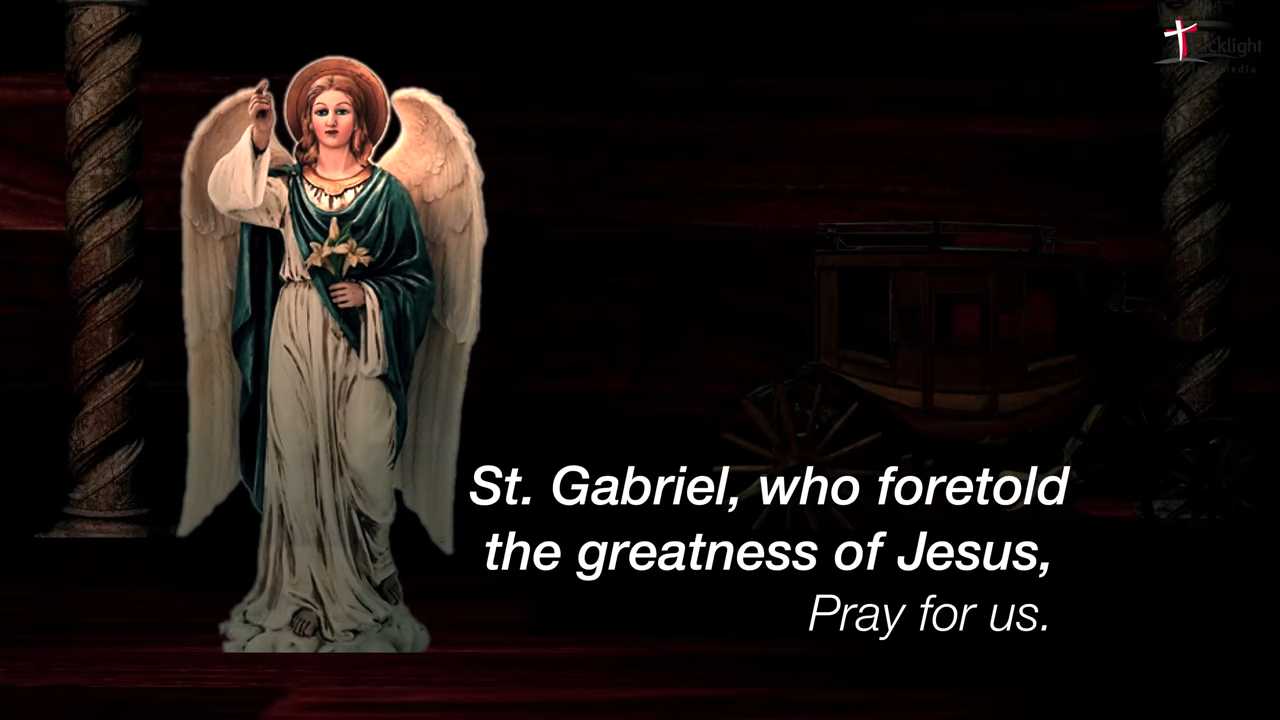 St. Gabriel, who foretold
the greatness of Jesus,
Pray for us.